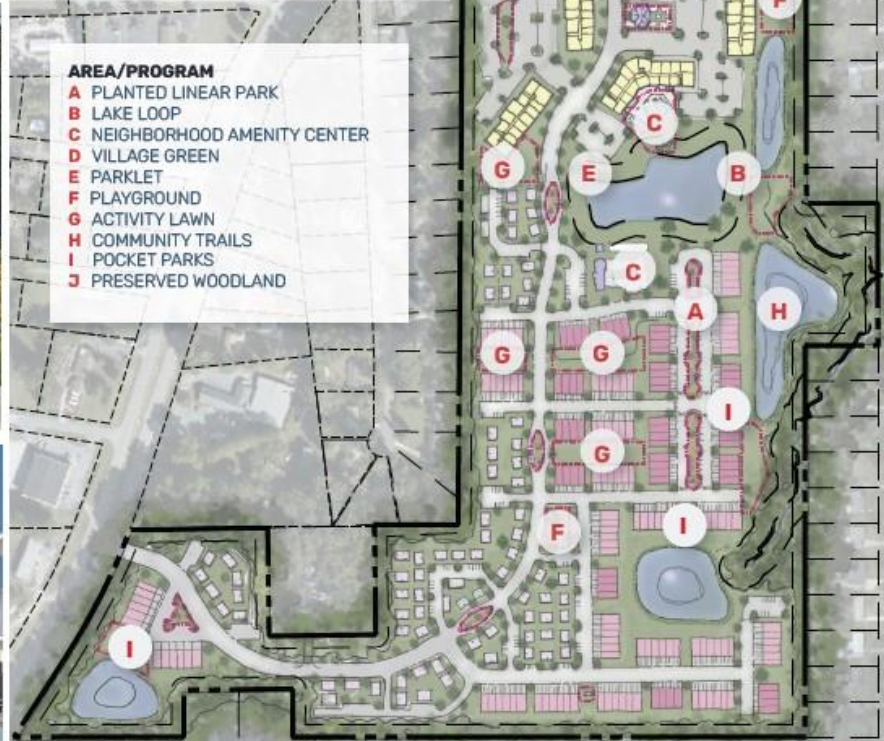 AREA/PROGRAM
A PLANTED LINEAR PARK
B LAKE LOOP
C NEIGHBORHOOD AMENITY CENTER
D VILLAGE GREEN
E PARKLET
F PLAYGROUND
G ACTIVITY LAWN
H COMMUNITY TRAILS
I POCKET PARKS
J PRESERVED WOODLAND
F
C
G
E
B
C
A
H
G
G
I
G
F
I
I